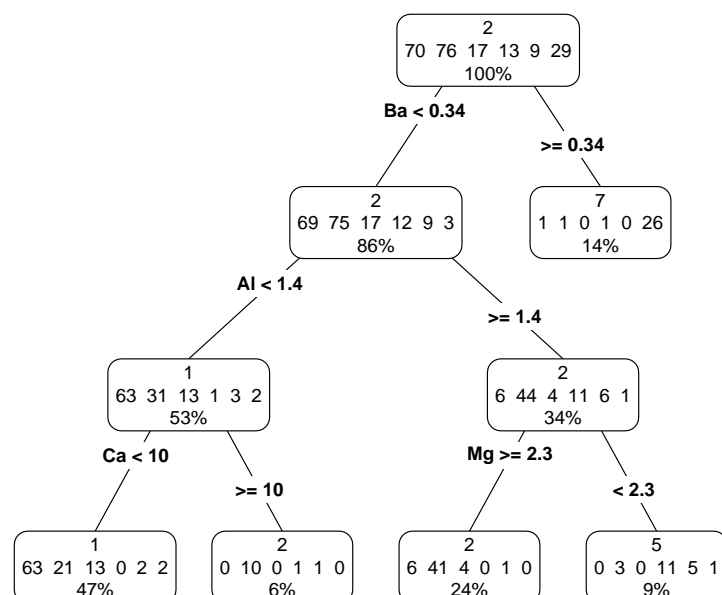 2
70 76 17 13 9 29
100%
Ba < 0.34
>= 0.34
2
69 75 17 12 9 3
86%
7
1 1 0 1 0 26
14%
Al < 1.4
>= 1.4
1
63 31 13 1 3 2
53%
2
6 44 4 11 6 1
34%
Ca < 10
>= 10
Mg >= 2.3
< 2.3
1
63 21 13 0 2 2
47%
2
0 10 0 1 1 0
6%
2
6 41 4 0 1 0
24%
5
0 3 0 11 5 1
9%